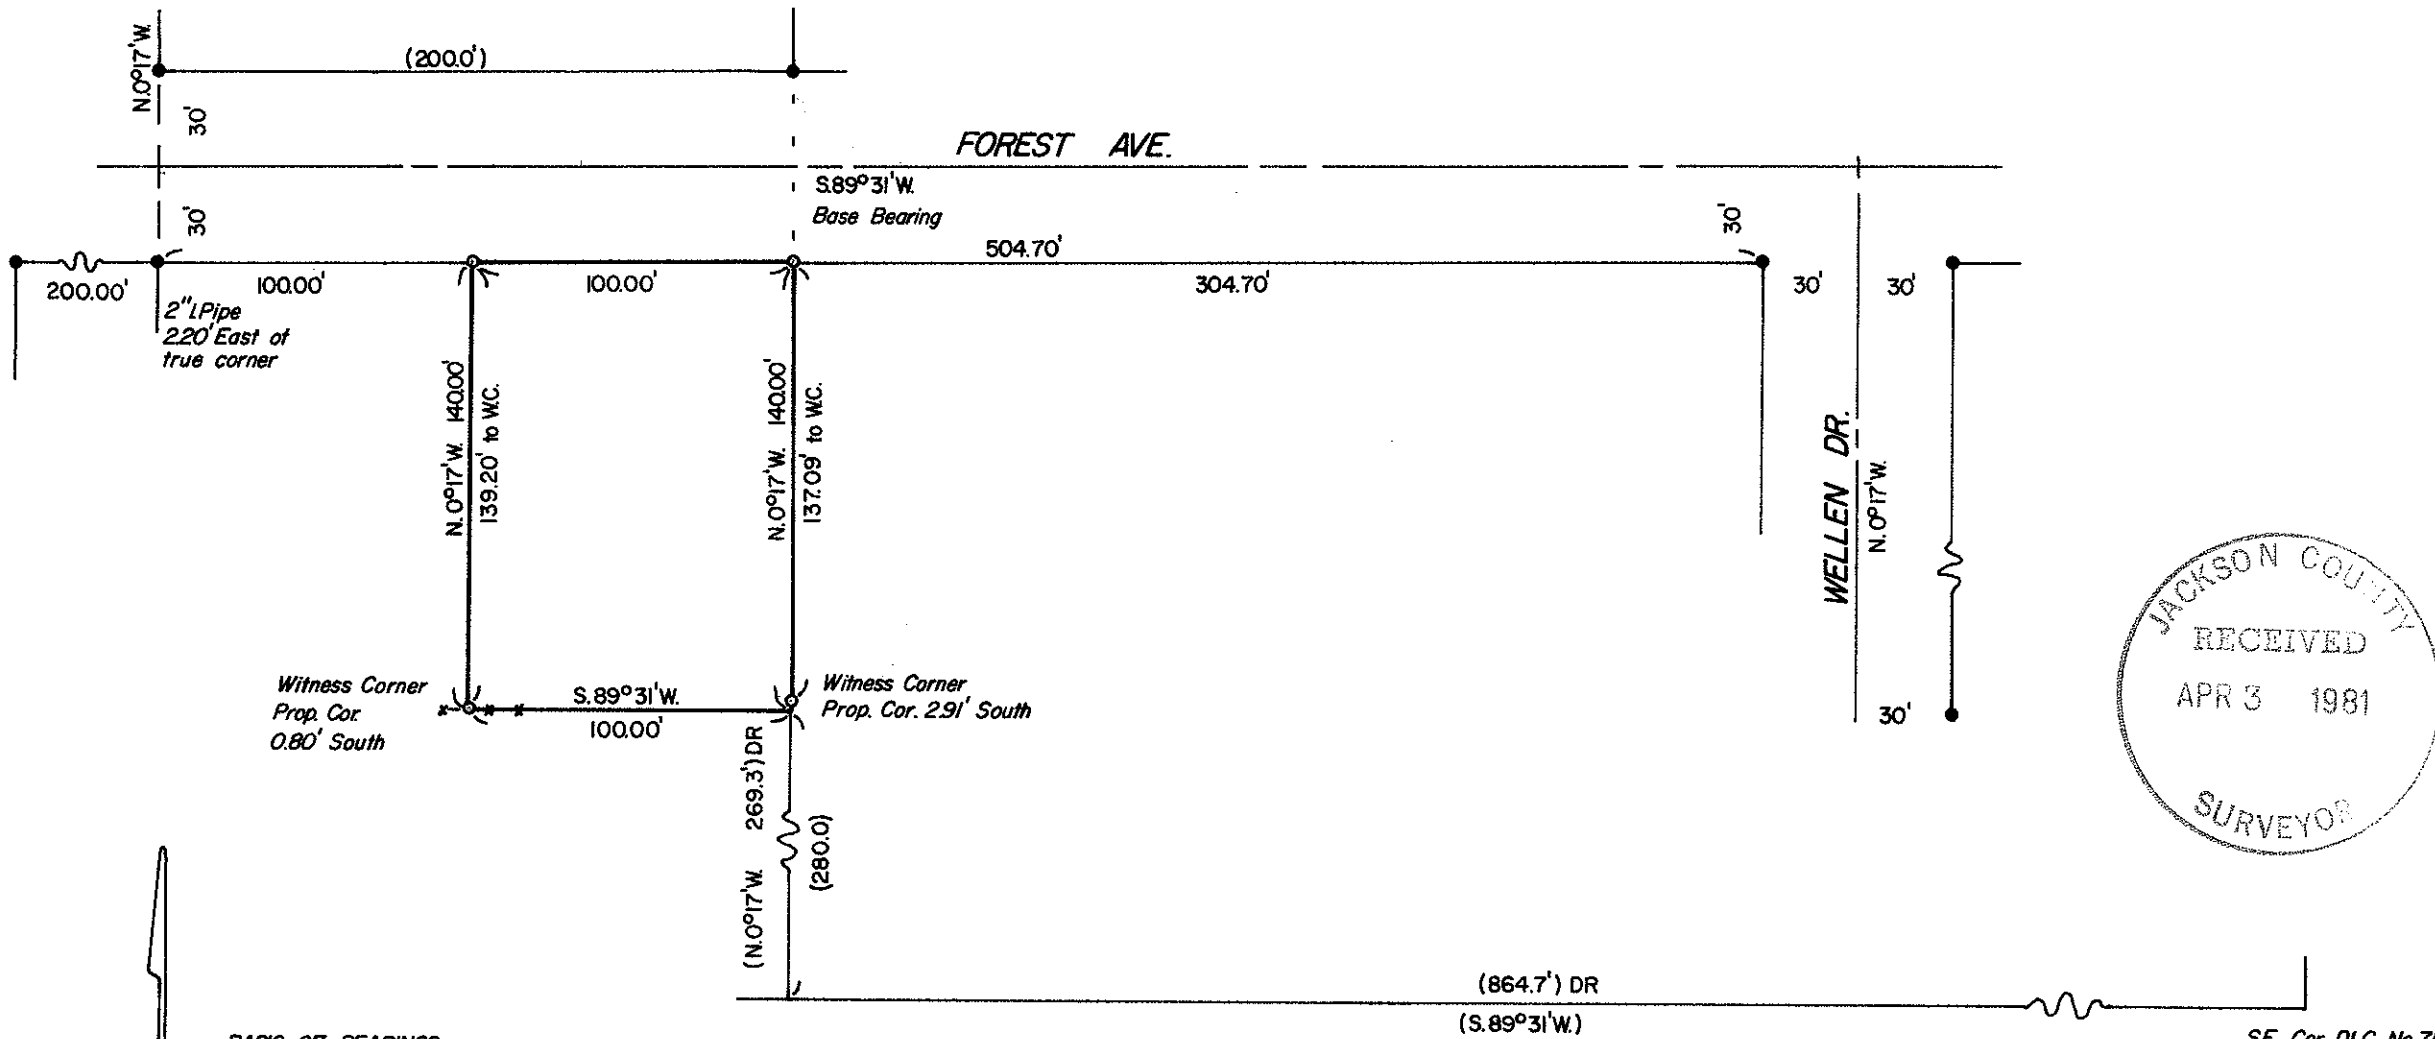 N.0°17'W.
(200.0')
30'
FOREST AVE.
S.89°31'W.
Base Bearing
30'
30'
504.70'
200.00'
100.00'
100.00'
304.70'
30'
30'
2" I.Pipe
2.20' East of
true corner
N.0°17'W. 140.00'
139.20' to W.C.
N.0°17'W. 140.00'
137.09' to W.C.
WELLEN DR.
N.0°17'W.
JACKSON COUNTY
RECEIVED
APR 3 1981
SURVEYOR
Witness Corner
Prop. Cor.
0.80' South
S.89°31'W.
100.00'
Witness Corner
Prop. Cor. 2.91' South
30'
(N.0°17'W. 269.3') DR
(280.0)
(864.7') DR
(S.89°31'W.)